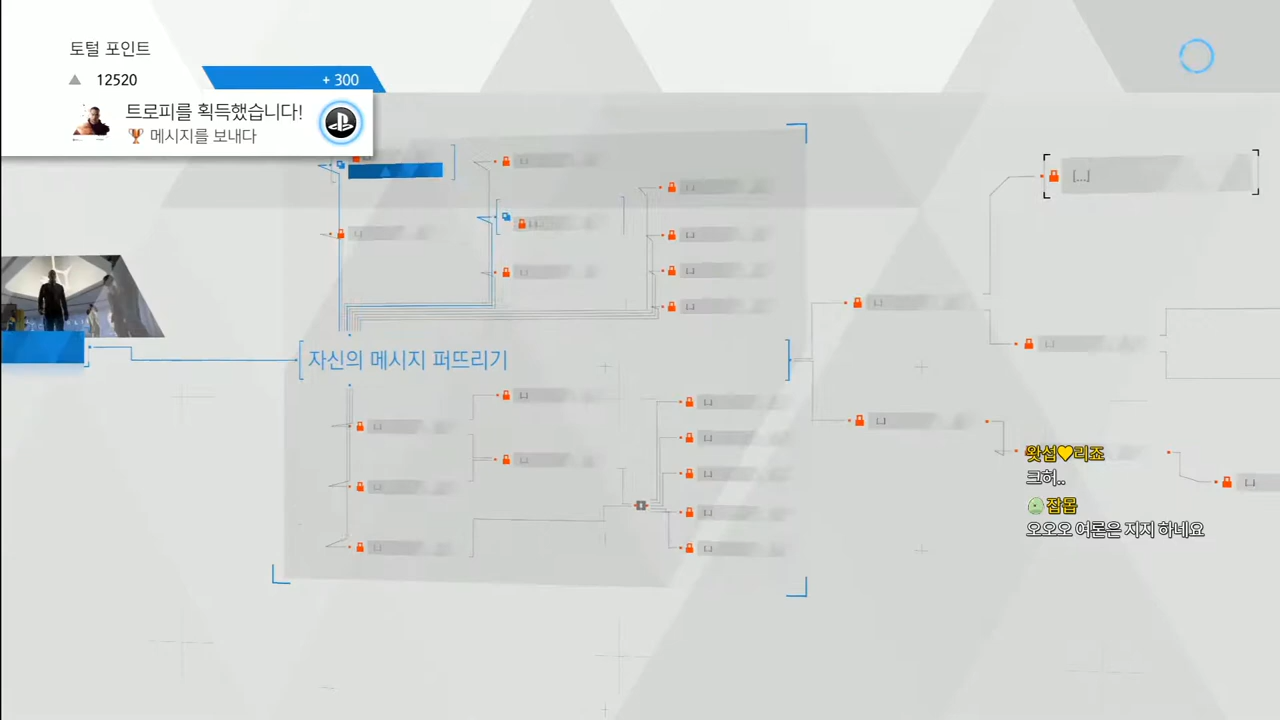 토털 포인트
12520
+ 300
트로피를 획득했습니다!
메시지를 보내다
[...]
자신의 메시지 퍼뜨리기
왓섭💛리죠
크허..
잡몹
오오오 여론은 지지 하네요